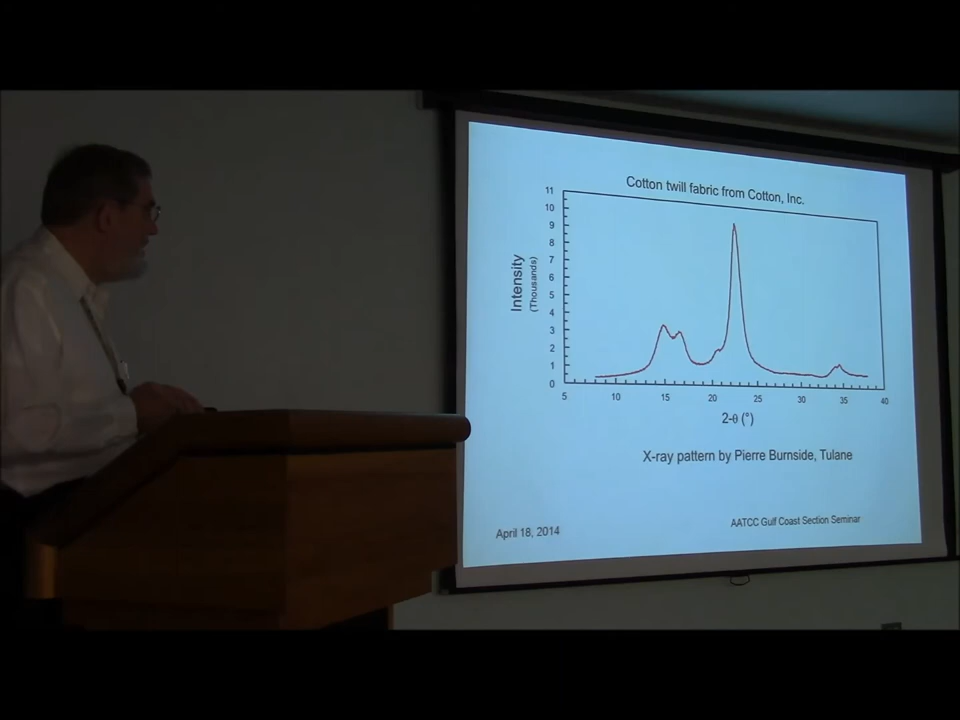 Cotton twill fabric from Cotton, Inc.
11
10
9
8
7
6
5
4
3
2
1
0
Intensity
(Thousands)
5 10 15 20 25 30 35 40
2-θ (°)
X-ray pattern by Pierre Burnside, Tulane
April 18, 2014
AATCC Gulf Coast Section Seminar